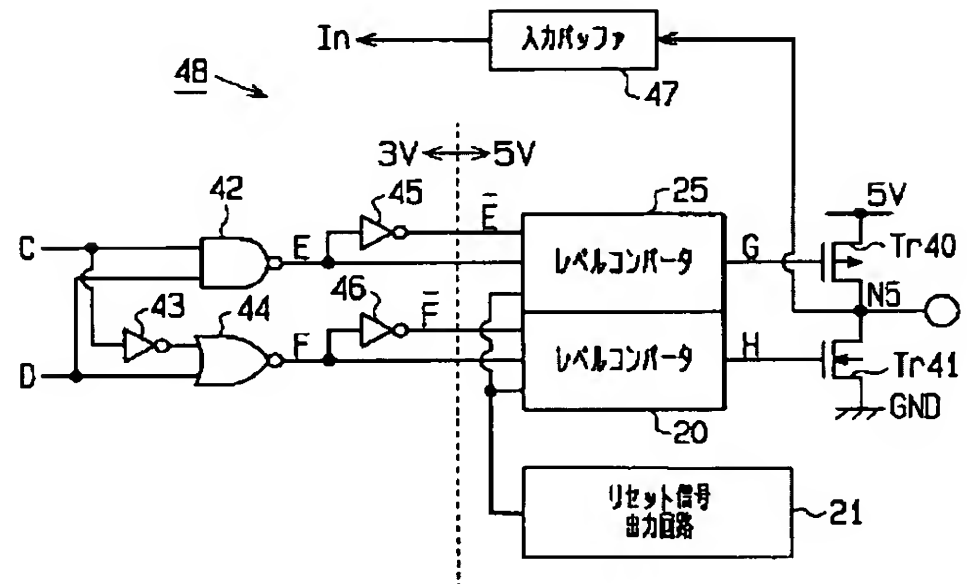 In
入力バッファ
47
48
3V
5V
42
45
E̅
25
5V
C
E
レベルコンバータ
G
Tr40
43
44
46
F̅
N5
D
F
レベルコンバータ
H
Tr41
GND
20
リセット信号
出力回路
21